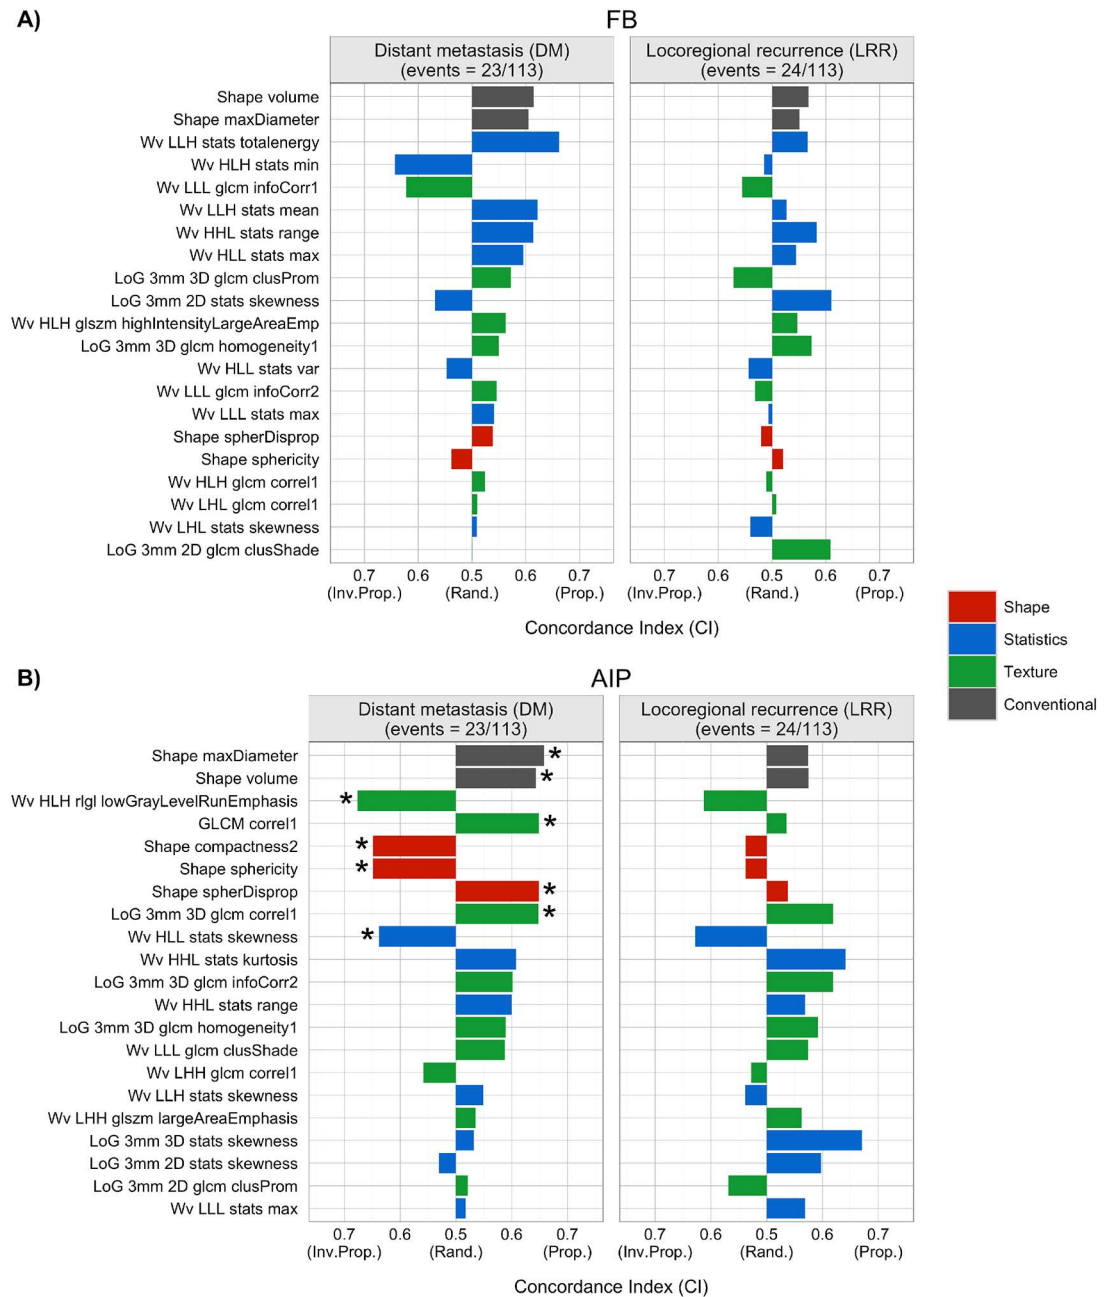 A)
FB
Distant metastasis (DM)
(events = 23/113)
Locoregional recurrence (LRR)
(events = 24/113)
Shape volume
Shape maxDiameter
Wv LLH stats totalenergy
Wv HLH stats min
Wv LLL glcm infoCorr1
Wv LLH stats mean
Wv HHL stats range
Wv HLL stats max
LoG 3mm 3D glcm clusProm
LoG 3mm 2D stats skewness
Wv HLH glszm highIntensityLargeAreaEmp
LoG 3mm 3D glcm homogeneity1
Wv HLL stats var
Wv LLL glcm infoCorr2
Wv LLL stats max
Shape spherDisprop
Shape sphericity
Wv HLH glcm correl1
Wv LHL glcm correl1
Wv LHL stats skewness
LoG 3mm 2D glcm clusShade
0.7 0.6 0.5 0.6 0.7 0.7 0.6 0.5 0.6 0.7
(Inv.Prop.) (Rand.) (Prop.) (Inv.Prop.) (Rand.) (Prop.)
Concordance Index (CI)
Shape
Statistics
Texture
Conventional
B)
AIP
Distant metastasis (DM)
(events = 23/113)
Locoregional recurrence (LRR)
(events = 24/113)
Shape maxDiameter *
Shape volume *
Wv HLH rlgl lowGrayLevelRunEmphasis *
GLCM correl1 *
Shape compactness2 *
Shape sphericity *
Shape spherDisprop *
LoG 3mm 3D glcm correl1 *
Wv HLL stats skewness *
Wv HHL stats kurtosis
LoG 3mm 3D glcm infoCorr2
Wv HHL stats range
LoG 3mm 3D glcm homogeneity1
Wv LLL glcm clusShade
Wv LHH glcm correl1
Wv LLH stats skewness
Wv LHH glszm largeAreaEmphasis
LoG 3mm 3D stats skewness
LoG 3mm 2D stats skewness
LoG 3mm 2D glcm clusProm
Wv LLL stats max
0.7 0.6 0.5 0.6 0.7 0.7 0.6 0.5 0.6 0.7
(Inv.Prop.) (Rand.) (Prop.) (Inv.Prop.) (Rand.) (Prop.)
Concordance Index (CI)